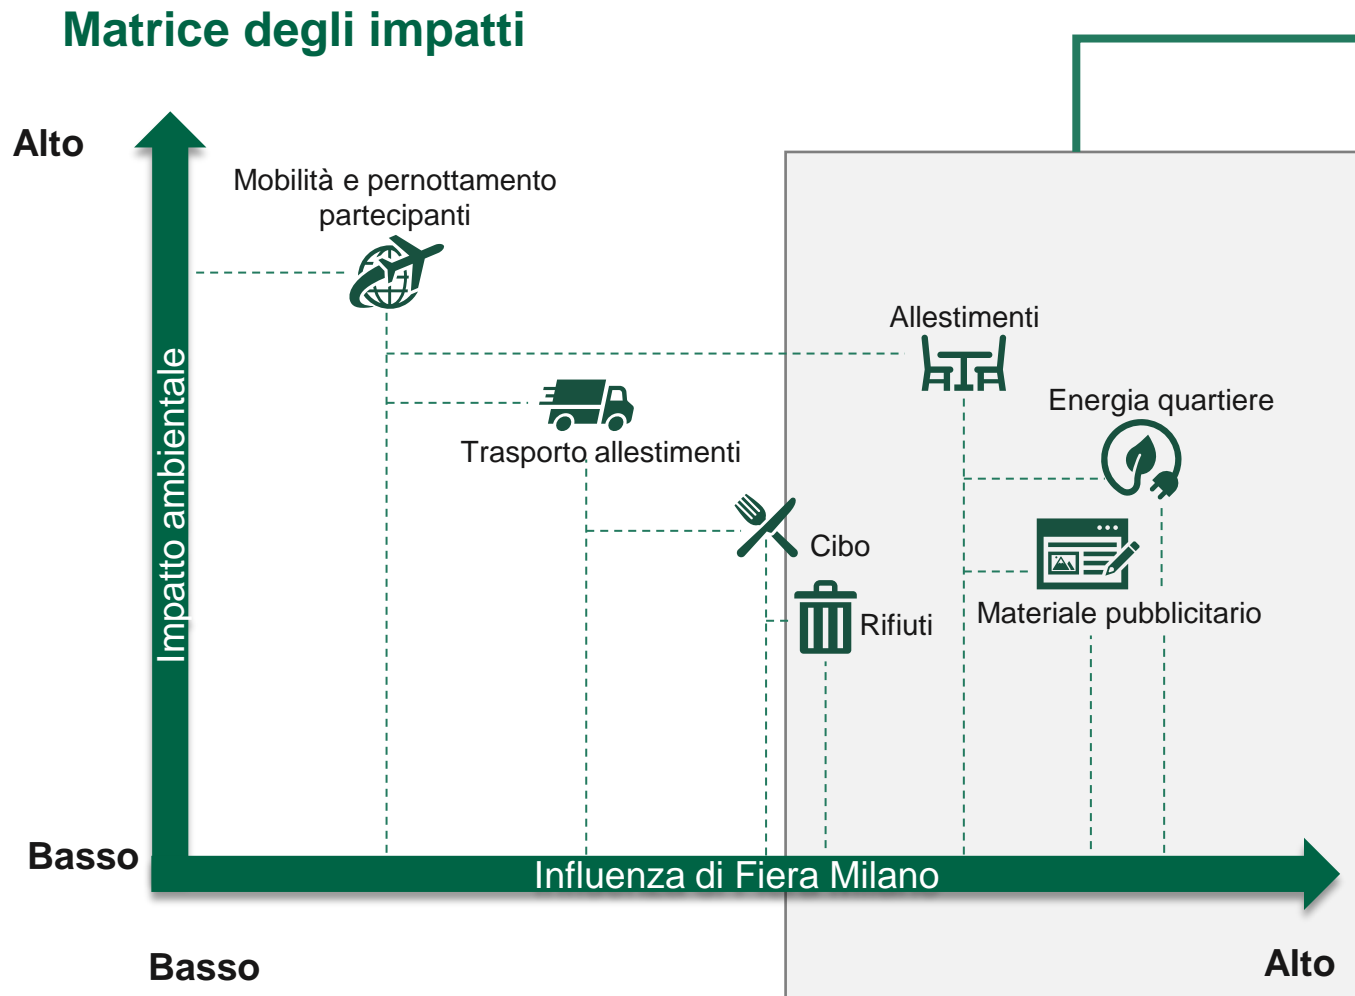 Matrice degli impatti
Alto
Mobilità e pernottamento
partecipanti
Allestimenti
Energia quartiere
Trasporto allestimenti
Cibo
Materiale pubblicitario
Rifiuti
Impatto ambientale
Basso
Influenza di Fiera Milano
Basso
Alto